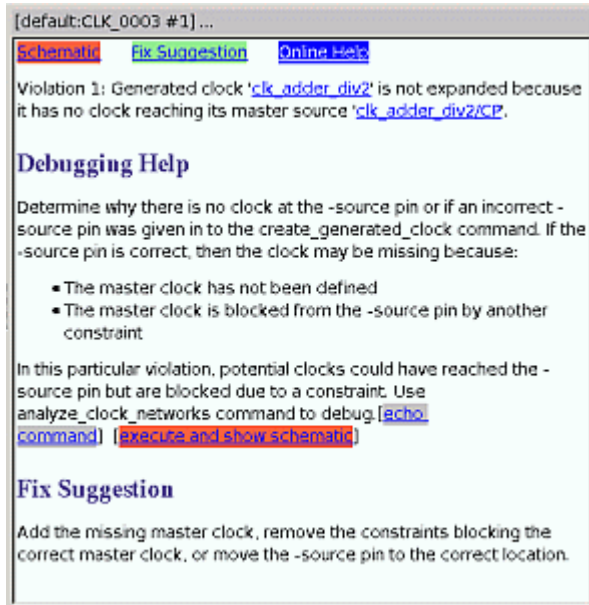 [default:CLK_0003 #1] ...
Schematic Fix Suggestion Online Help
Violation 1: Generated clock 'clk_adder_div2' is not expanded because
it has no clock reaching its master source 'clk_adder_div2/CP'.
Debugging Help
Determine why there is no clock at the -source pin or if an incorrect -
source pin was given in to the create_generated_clock command. If the
-source pin is correct, then the clock may be missing because:
• The master clock has not been defined
• The master clock is blocked from the -source pin by another
constraint
In this particular violation, potential clocks could have reached the -
source pin but are blocked due to a constraint. Use
analyze_clock_networks command to debug.[echo
command] [execute and show schematic]
Fix Suggestion
Add the missing master clock, remove the constraints blocking the
correct master clock, or move the -source pin to the correct location.